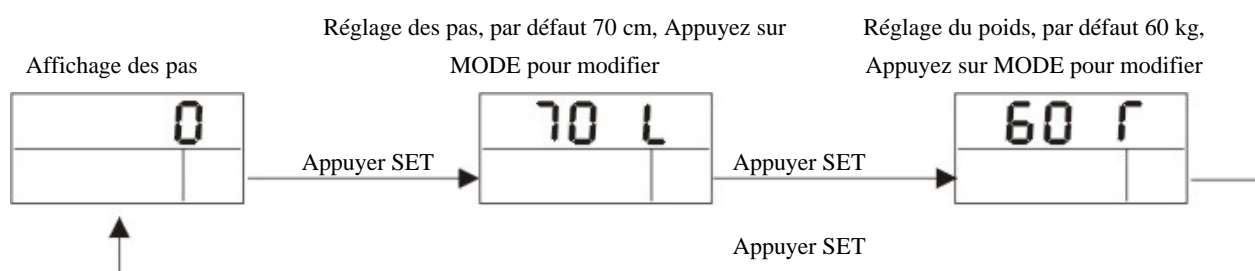 Réglage des pas, par défaut 70 cm, Appuyez sur
MODE pour modifier
Réglage du poids, par défaut 60 kg,
Appuyez sur MODE pour modifier
Affichage des pas
0
70 L
60 Γ
Appuyer SET
Appuyer SET
Appuyer SET